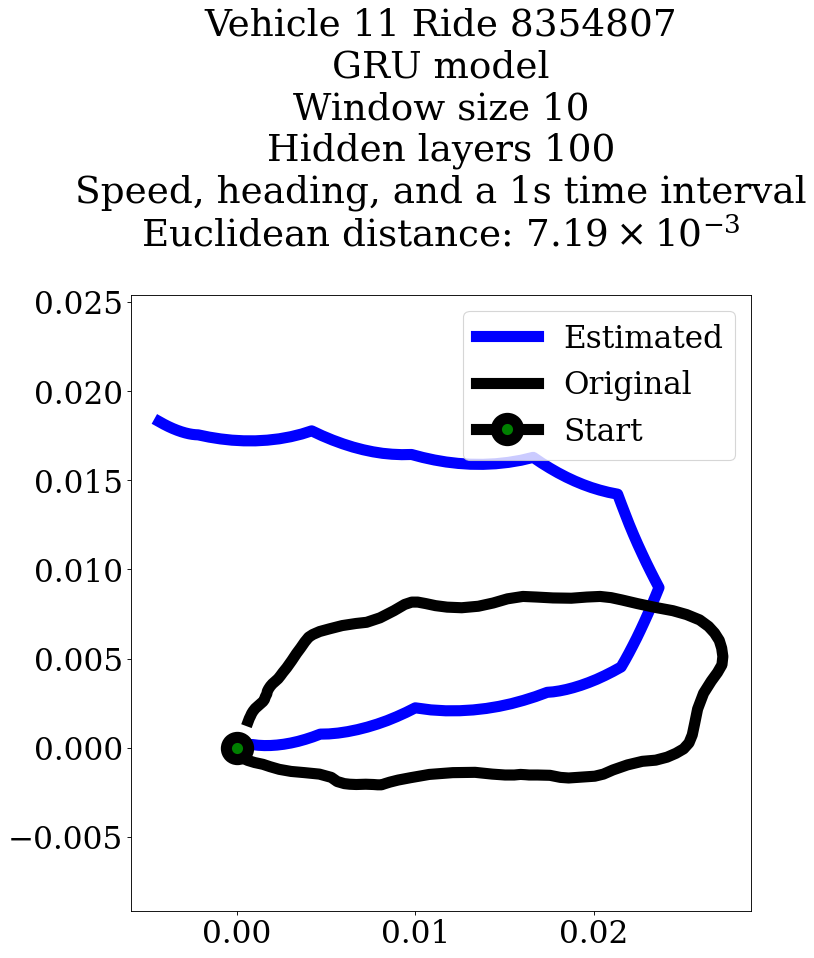 Vehicle 11 Ride 8354807
GRU model
Window size 10
Hidden layers 100
Speed, heading, and a 1s time interval
Euclidean distance: 7.19 × 10⁻³
0.025
0.020
0.015
0.010
0.005
0.000
−0.005
Estimated
Original
Start
0.00 0.01 0.02